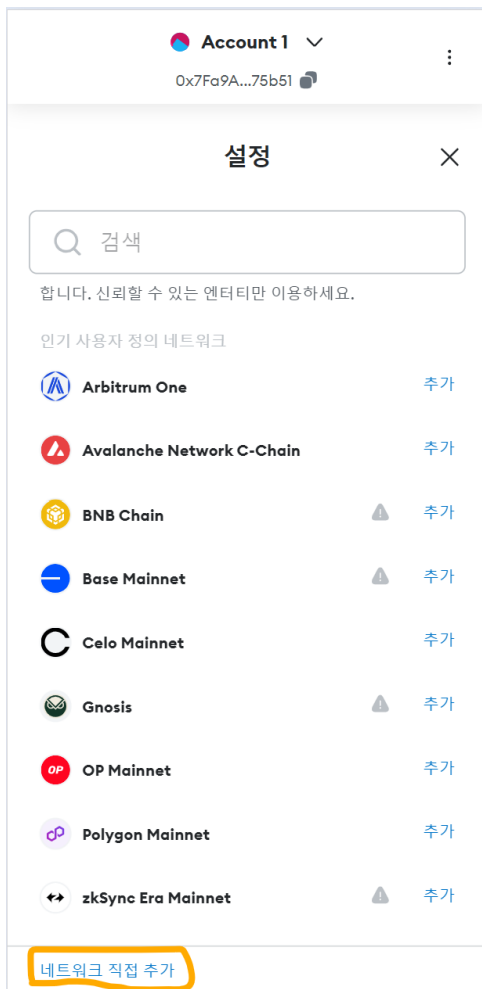 Account 1
0x7Fa9A...75b51
설정
검색
합니다. 신뢰할 수 있는 엔터티만 이용하세요.
인기 사용자 정의 네트워크
Arbitrum One 추가
Avalanche Network C-Chain 추가
BNB Chain 추가
Base Mainnet 추가
Celo Mainnet 추가
Gnosis 추가
OP OP Mainnet 추가
Polygon Mainnet 추가
zkSync Era Mainnet 추가
네트워크 직접 추가